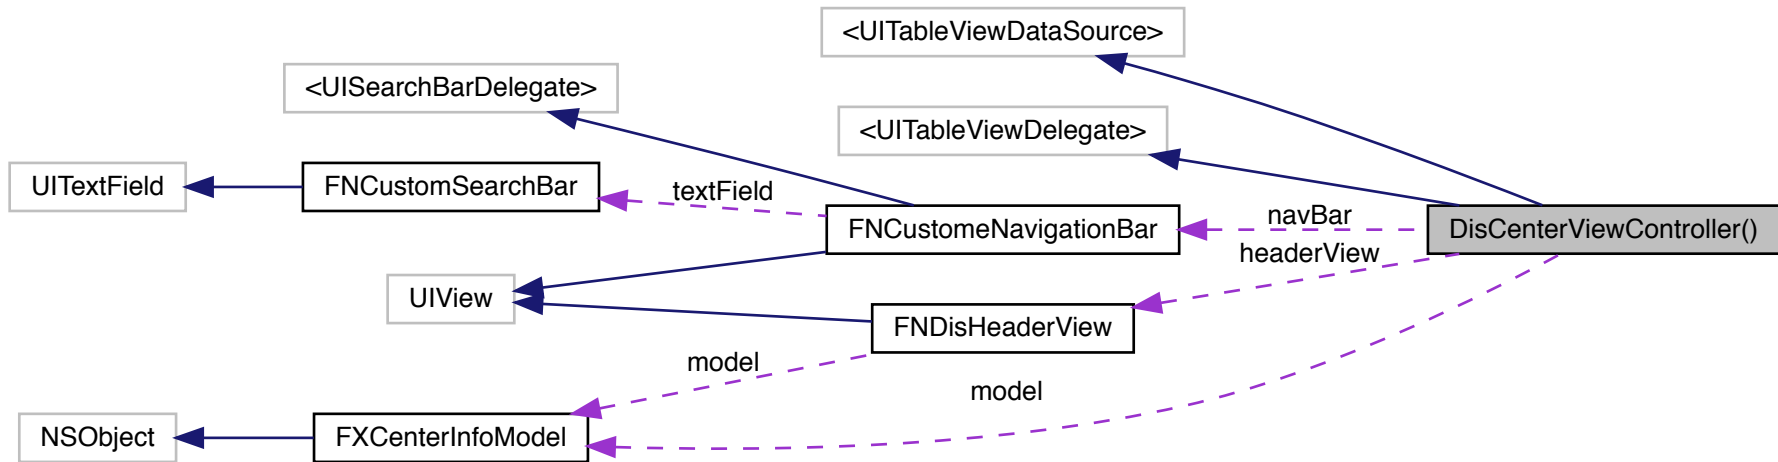 <UITableViewDataSource>
<UISearchBarDelegate>
<UITableViewDelegate>
UITextField
FNCustomSearchBar
textField
FNCustomeNavigationBar
navBar
DisCenterViewController()
headerView
UIView
FNDisHeaderView
model
model
NSObject
FXCenterInfoModel